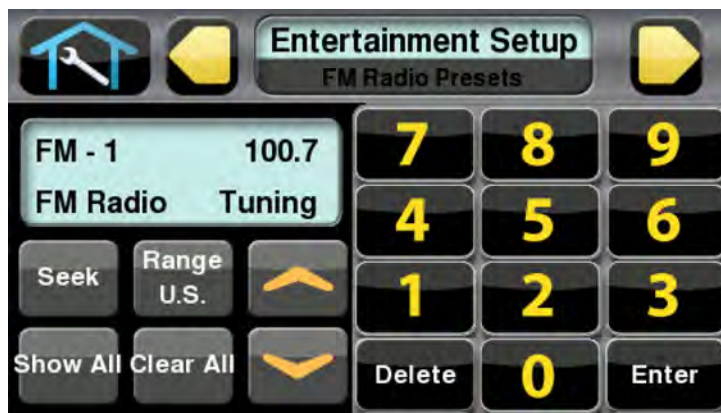 Entertainment Setup
FM Radio Presets
FM - 1 100.7
FM Radio Tuning
Seek
Range
U.S.
Show All
Clear All
7 8 9
4 5 6
1 2 3
Delete 0 Enter